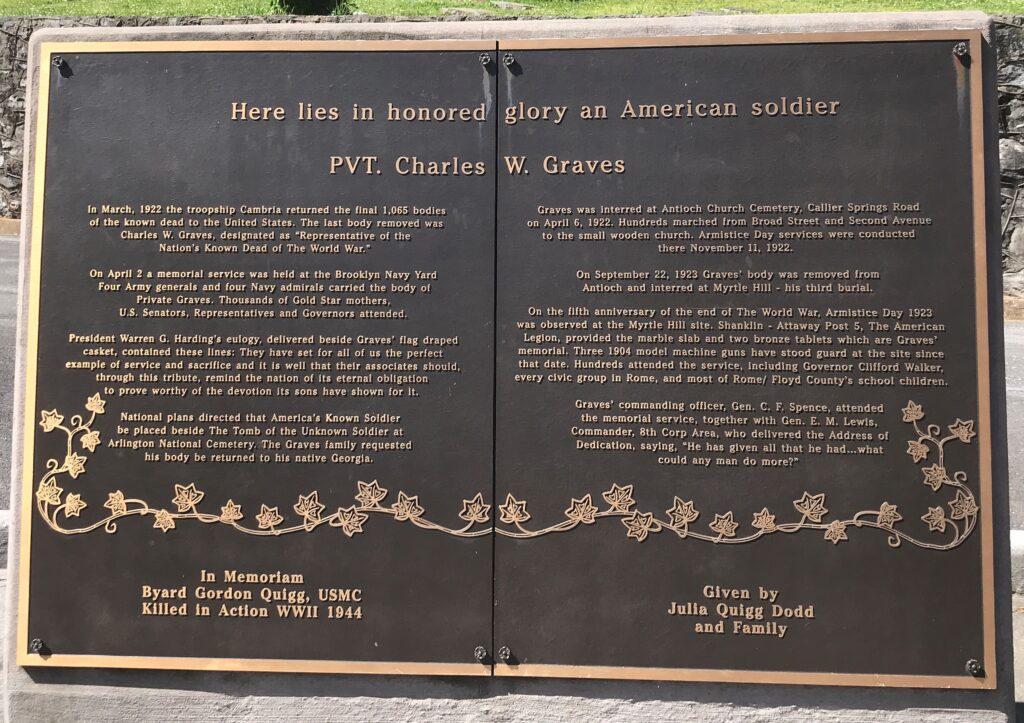 Here lies in honored glory an American soldier
PVT. Charles W. Graves
In March, 1922 the troopship Cambria returned the final 1,065 bodies
of the known dead to the United States. The last body removed was
Charles W. Graves, designated as "Representative of the
Nation's Known Dead of The World War."
On April 2 a memorial service was held at the Brooklyn Navy Yard
Four Army generals and four Navy admirals carried the body of
Private Graves. Thousands of Gold Star mothers,
U.S. Senators, Representatives and Governors attended.
President Warren G. Harding's eulogy, delivered beside Graves' flag draped
casket, contained these lines: They have set for all of us the perfect
example of service and sacrifice and it is well that their associates should,
through this tribute, remind the nation of its eternal obligation
to prove worthy of the devotion its sons have shown for it.
National plans directed that America's Known Soldier
be placed beside The Tomb of the Unknown Soldier at
Arlington National Cemetery. The Graves family requested
his body be returned to his native Georgia.
In Memoriam
Byard Gordon Quigg, USMC
Killed in Action WWII 1944
Graves was interred at Antioch Church Cemetery, Callier Springs Road
on April 6, 1922. Hundreds marched from Broad Street and Second Avenue
to the small wooden church. Armistice Day services were conducted
there November 11, 1922.
On September 22, 1923 Graves' body was removed from
Antioch and interred at Myrtle Hill - his third burial.
On the fifth anniversary of the end of The World War, Armistice Day 1923
was observed at the Myrtle Hill site. Shanklin - Attaway Post 5, The American
Legion, provided the marble slab and two bronze tablets which are Graves'
memorial. Three 1904 model machine guns have stood guard at the site since
that date. Hundreds attended the service, including Governor Clifford Walker,
every civic group in Rome, and most of Rome/ Floyd County's school children.
Graves' commanding officer, Gen. C. F. Spence, attended
the memorial service, together with Gen. E. M. Lewis,
Commander, 8th Corp Area, who delivered the Address of
Dedication, saying, "He has given all that he had...what
could any man do more?"
Given by
Julia Quigg Dodd
and Family